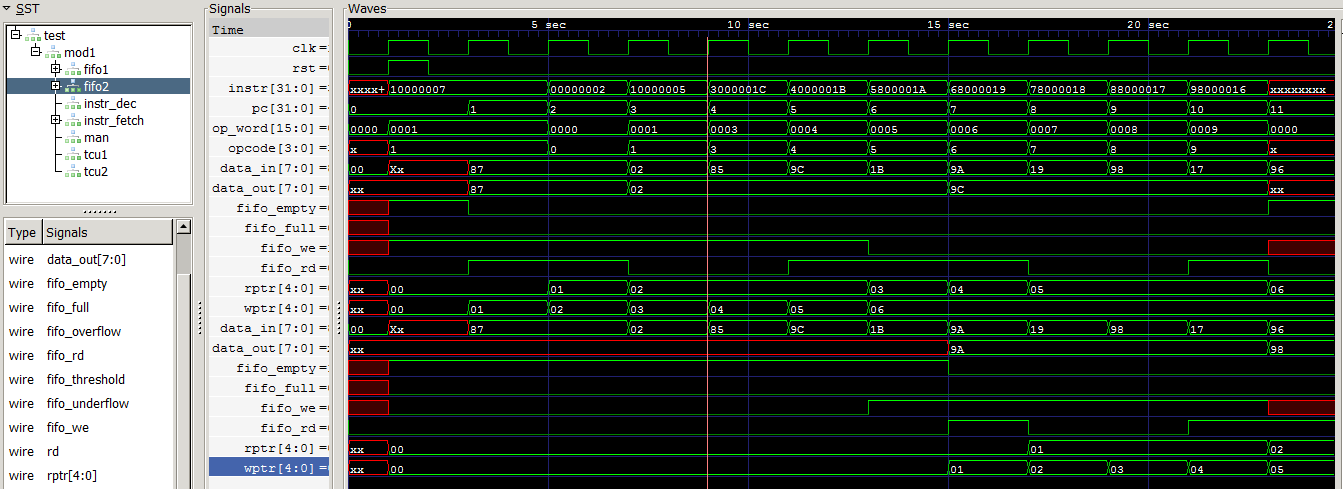 SST
test
mod1
fifo1
fifo2
instr_dec
instr_fetch
man
tcu1
tcu2
Type Signals
wire data_out[7:0]
wire fifo_empty
wire fifo_full
wire fifo_overflow
wire fifo_rd
wire fifo_threshold
wire fifo_underflow
wire fifo_we
wire rd
wire rptr[4:0]
Signals
Time
clk=
rst=
instr[31:0]=
pc[31:0]=
op_word[15:0]=
opcode[3:0]=
data_in[7:0]=
data_out[7:0]=
fifo_empty=
fifo_full=
fifo_we=
fifo_rd=
rptr[4:0]=
wptr[4:0]=
data_in[7:0]=
data_out[7:0]=
fifo_empty=
fifo_full=
fifo_we=
fifo_rd=
rptr[4:0]=
wptr[4:0]=
Waves
0 5 sec 10 sec 15 sec 20 sec
xxxx+ 10000007 00000002 10000005 3000001C 4000001B 5800001A 68000019 78000018 88000017 98000016 xxxxxxxx
0 1 2 3 4 5 6 7 8 9 10 11
0000 0001 0000 0001 0003 0004 0005 0006 0007 0008 0009 0000
x 1 0 1 3 4 5 6 7 8 9 x
00 Xx 87 02 85 9C 1B 9A 19 98 17 96
xx 87 02 9C xx
xx 00 01 02 03 04 05 06
xx 00 01 02 03 04 05 06
00 Xx 87 02 85 9C 1B 9A 19 98 17 96
xx 9A 98
xx 00 01 02
xx 00 01 02 03 04 05